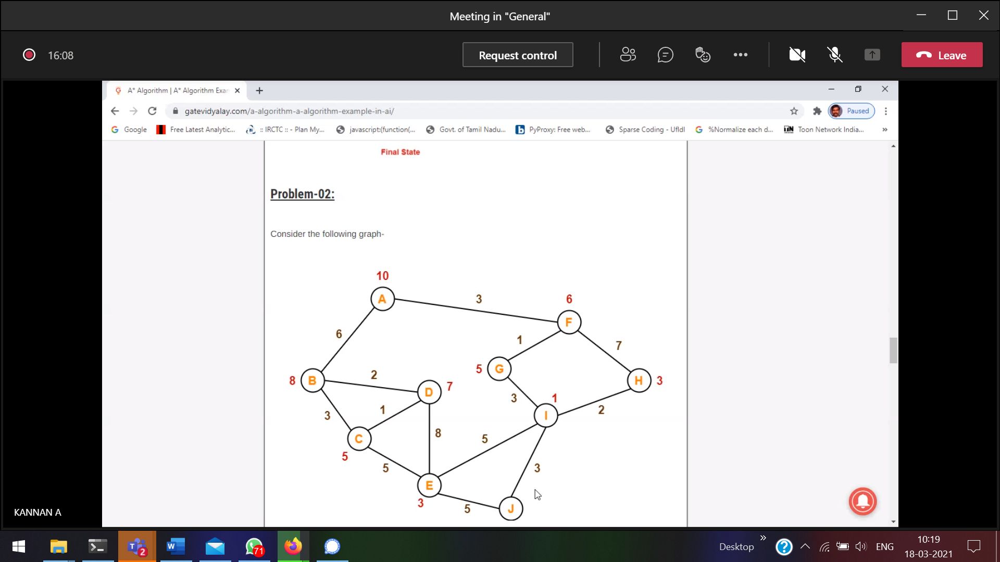 Meeting in "General"
16:08
Request control
Leave
A* Algorithm | A* Algorithm Exan
gatevidyalay.com/a-algorithm-a-algorithm-example-in-ai/
Paused
Google
Free Latest Analytic...
:: IRCTC :: - Plan My...
javascript:(function(...
Govt. of Tamil Nadu...
PyProxy: Free web...
Sparse Coding - Ufldl
%Normalize each d...
Toon Network India...
»
Final State
Problem-02:
Consider the following graph-
10
A
3
6
F
6
1
7
5
G
8
B
2
H
3
D
7
3
1
1
3
I
2
C
8
5
5
5
3
E
3
5
J
KANNAN A
2
71
Desktop
»
ENG
10:19
18-03-2021